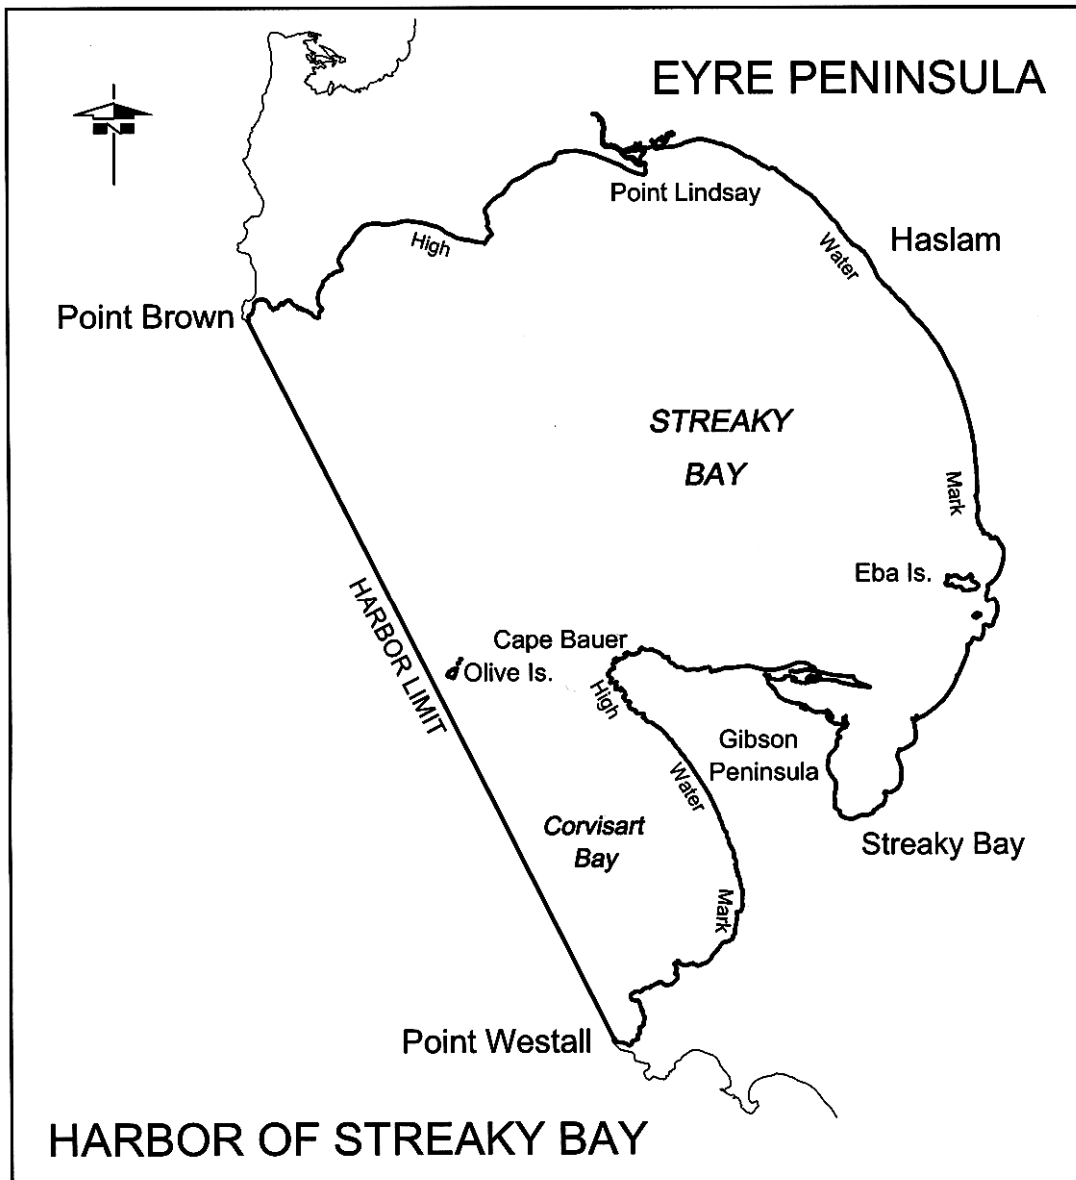 EYRE PENINSULA
N
Point Lindsay
High
Water
Haslam
Point Brown
STREAKY
BAY
Mark
Eba Is.
HARBOR LIMIT
Cape Bauer
Olive Is.
High
Gibson
Peninsula
Water
Corvisart
Bay
Streaky Bay
Mark
Point Westall
HARBOR OF STREAKY BAY